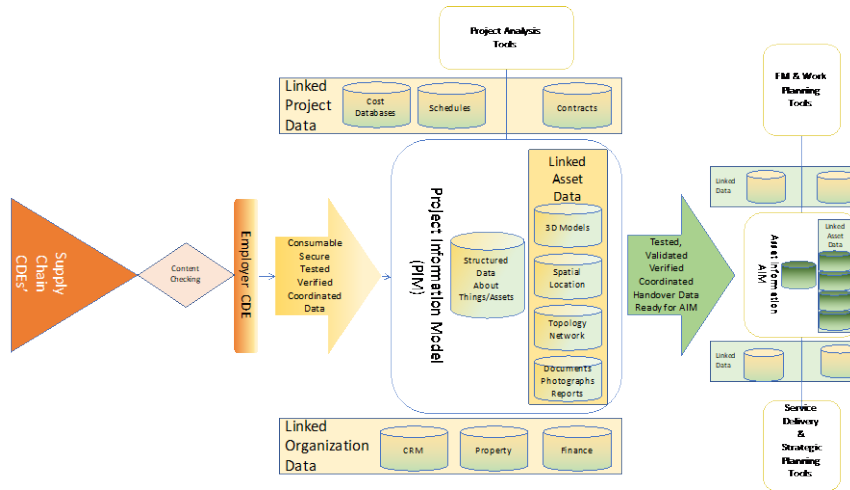 Project Analysis
Tools
Linked
Project
Data
Cost
Databases
Schedules
Contracts
FM & Work
Planning
Tools
Supply
Chain
CDEs'
Content
Checking
Employer CDE
Consumable
Secure
Tested
Verified
Coordinated
Data
Project Information Model
(PIM)
Structured
Data
About
Things/Assets
Linked
Asset
Data
3D Models
Spatial
Location
Topology
Network
Documents
Photographs
Reports
Tested,
Validated
Verified
Coordinated
Handover Data
Ready for AIM
Linked
Data
Asset Information
AIM
Linked
Asset
Data
Linked
Data
Linked
Organization
Data
CRM
Property
Finance
Service
Delivery
&
Strategic
Planning
Tools